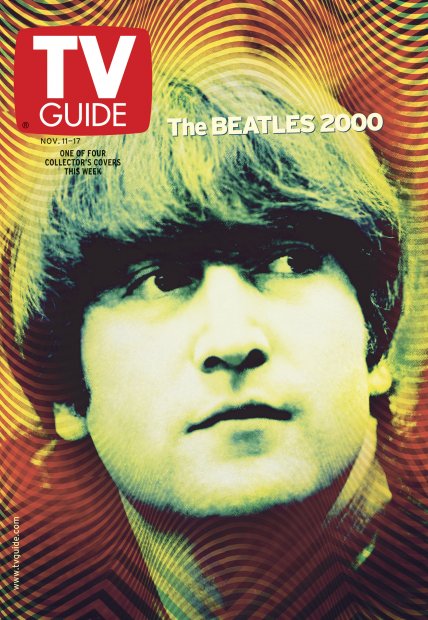 TV
GUIDE
®
NOV. 11–17
ONE OF FOUR
COLLECTOR'S COVERS
THIS WEEK
The BEATLES 2000
www.tvguide.com